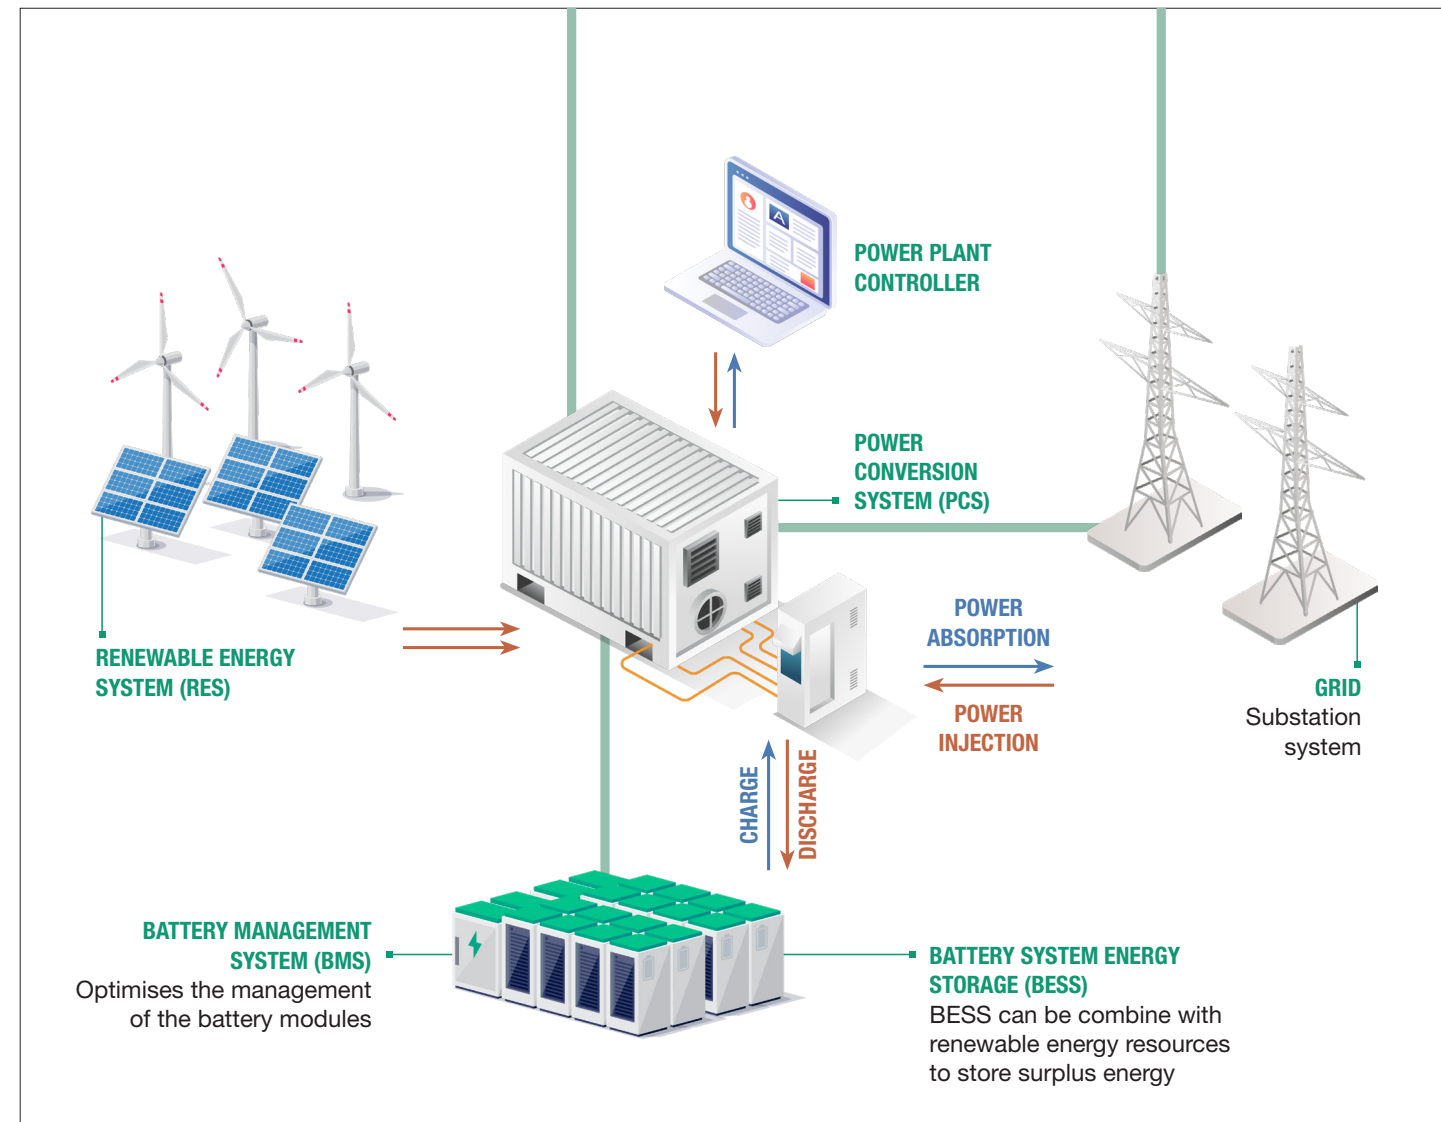 POWER PLANT
CONTROLLER
A
POWER
CONVERSION
SYSTEM (PCS)
RENEWABLE ENERGY
SYSTEM (RES)
POWER
ABSORPTION
POWER
INJECTION
GRID
Substation
system
CHARGE
DISCHARGE
BATTERY MANAGEMENT
SYSTEM (BMS)
Optimises the management
of the battery modules
BATTERY SYSTEM ENERGY
STORAGE (BESS)
BESS can be combine with
renewable energy resources
to store surplus energy